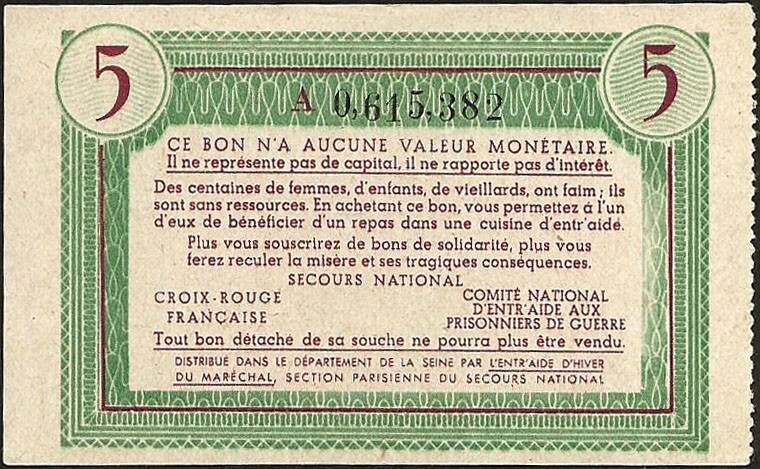 5 5
A 0,615,382
CE BON N'A AUCUNE VALEUR MONÉTAIRE.
Il ne représente pas de capital, il ne rapporte pas d'intérêt.
Des centaines de femmes, d'enfants, de vieillards, ont faim ; ils
sont sans ressources. En achetant ce bon, vous permettez à l'un
d'eux de bénéficier d'un repas dans une cuisine d'entr'aide.
Plus vous souscrirez de bons de solidarité, plus vous
ferez reculer la misère et ses tragiques conséquences.
SECOURS NATIONAL
CROIX-ROUGE
FRANÇAISE
COMITÉ NATIONAL
D'ENTR'AIDE AUX
PRISONNIERS DE GUERRE
Tout bon détaché de sa souche ne pourra plus être vendu.
DISTRIBUÉ DANS LE DÉPARTEMENT DE LA SEINE PAR L'ENTR'AIDE D'HIVER
DU MARÉCHAL, SECTION PARISIENNE DU SECOURS NATIONAL